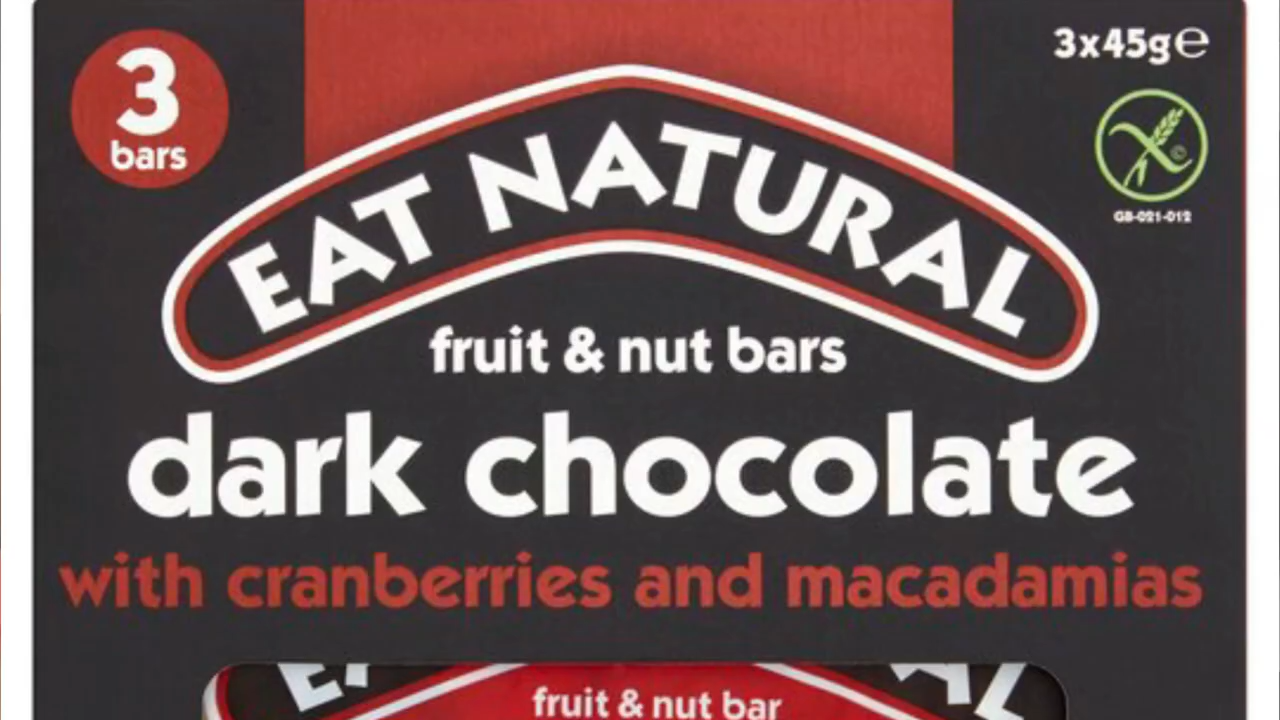 3
bars
3x45g℮
GB-021-012
EAT NATURAL
fruit & nut bars
dark chocolate
with cranberries and macadamias
fruit & nut bar